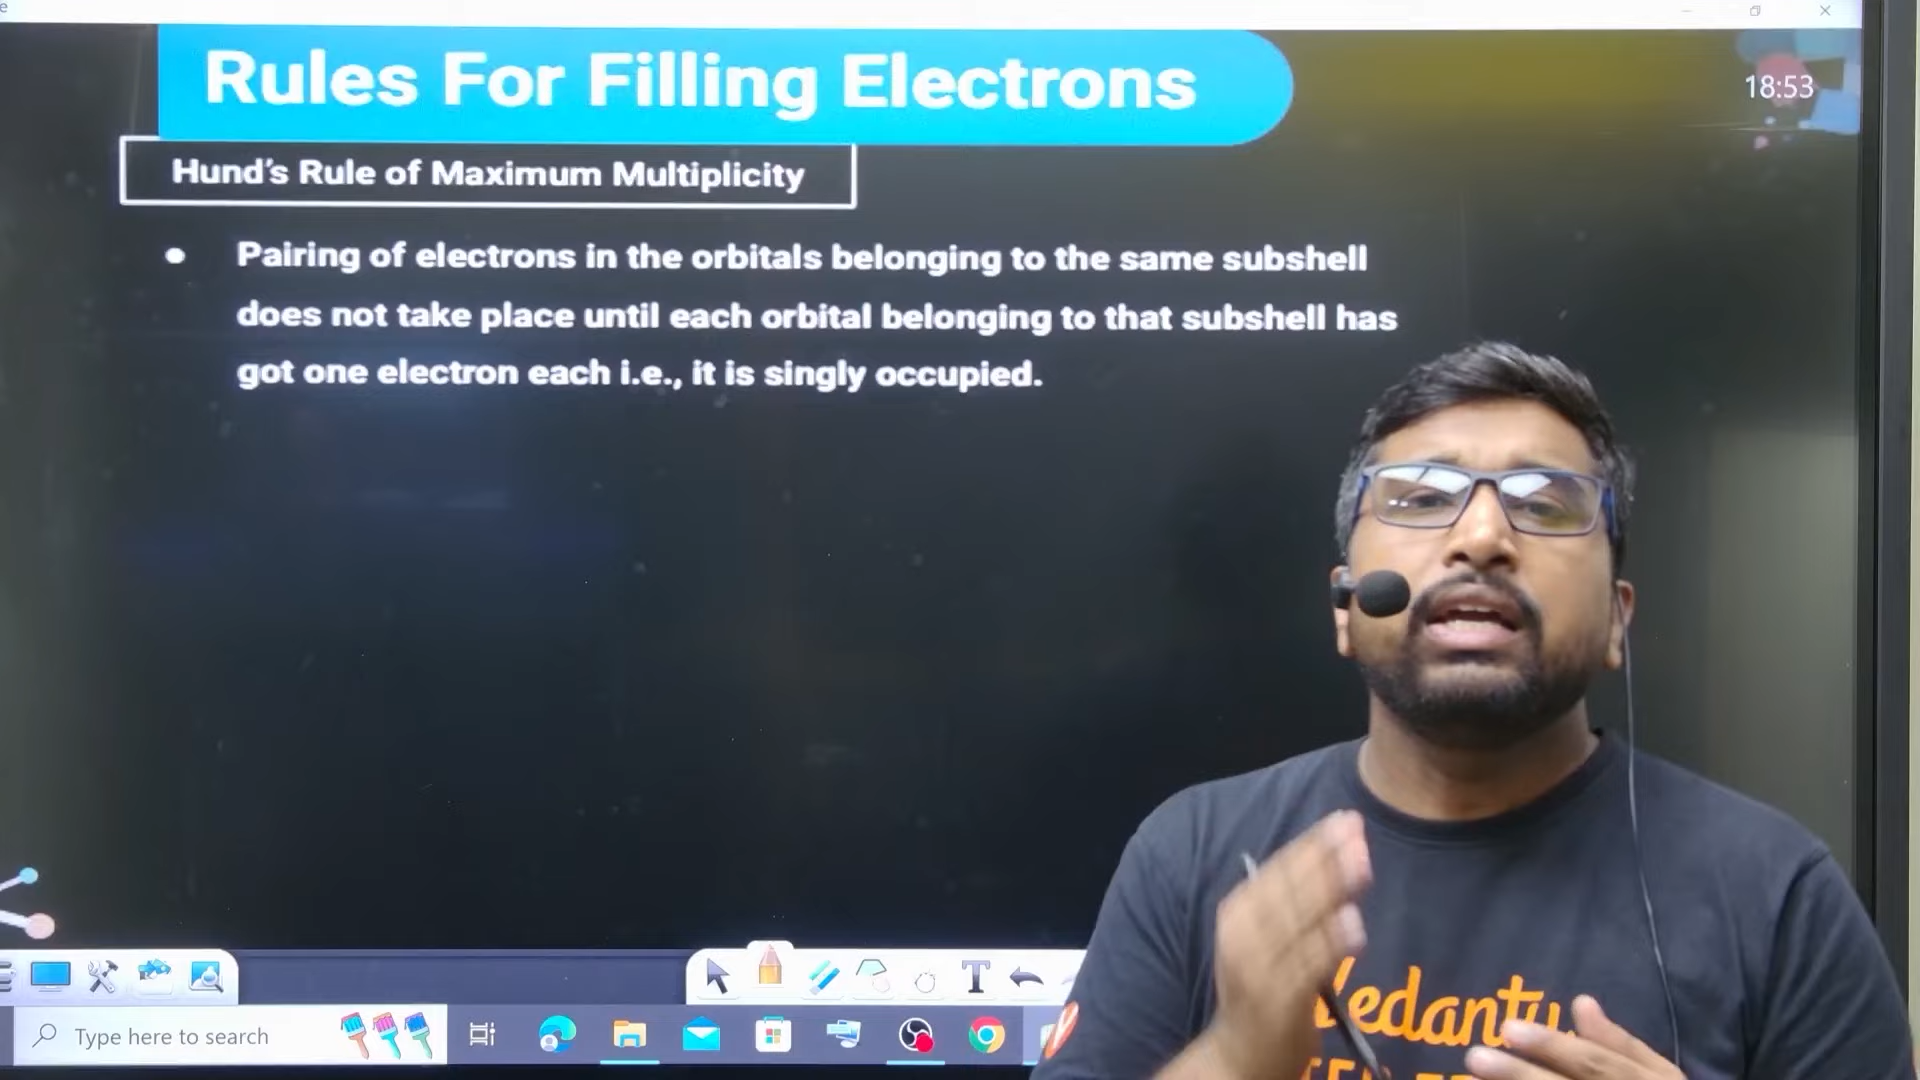 Rules For Filling Electrons
18:53
Hund's Rule of Maximum Multiplicity
Pairing of electrons in the orbitals belonging to the same subshell
does not take place until each orbital belonging to that subshell has
got one electron each i.e., it is singly occupied.
T
Type here to search
Vedantu